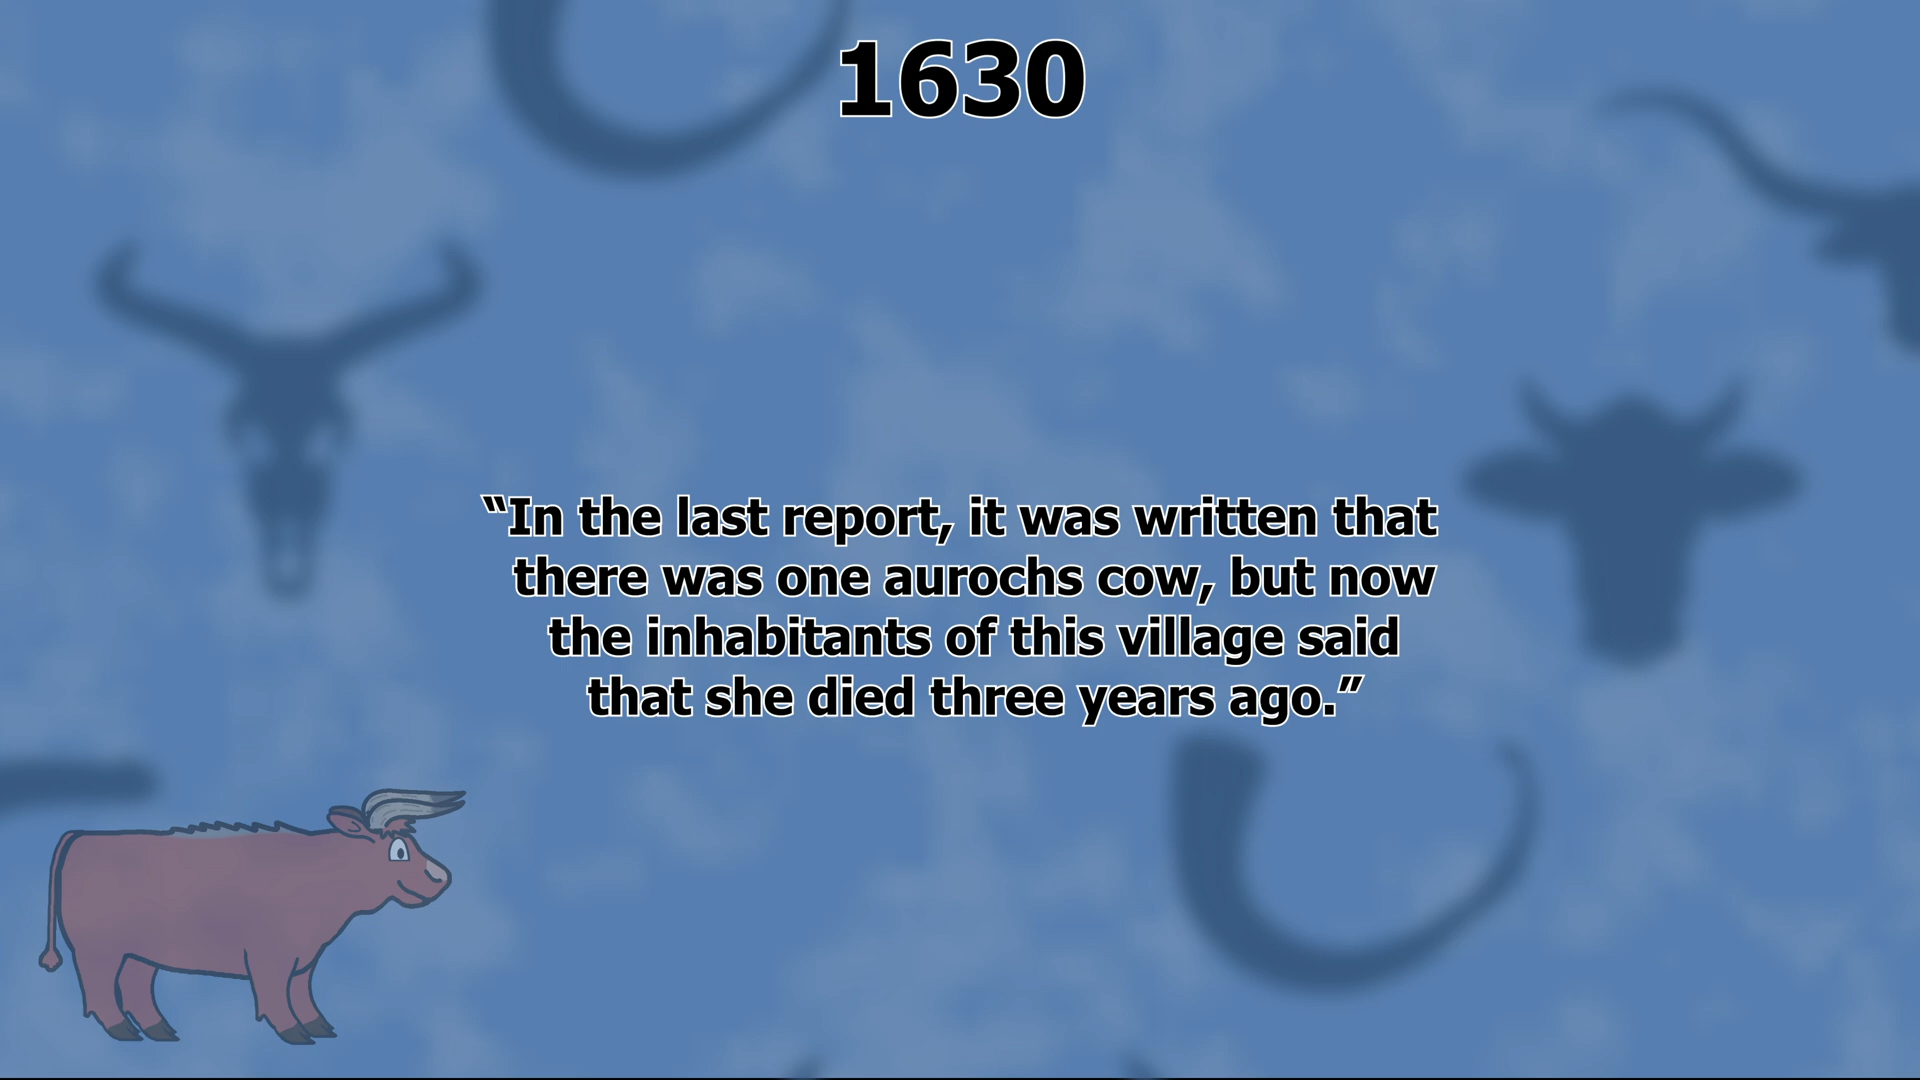 1630
“In the last report, it was written that
there was one aurochs cow, but now
the inhabitants of this village said
that she died three years ago.”